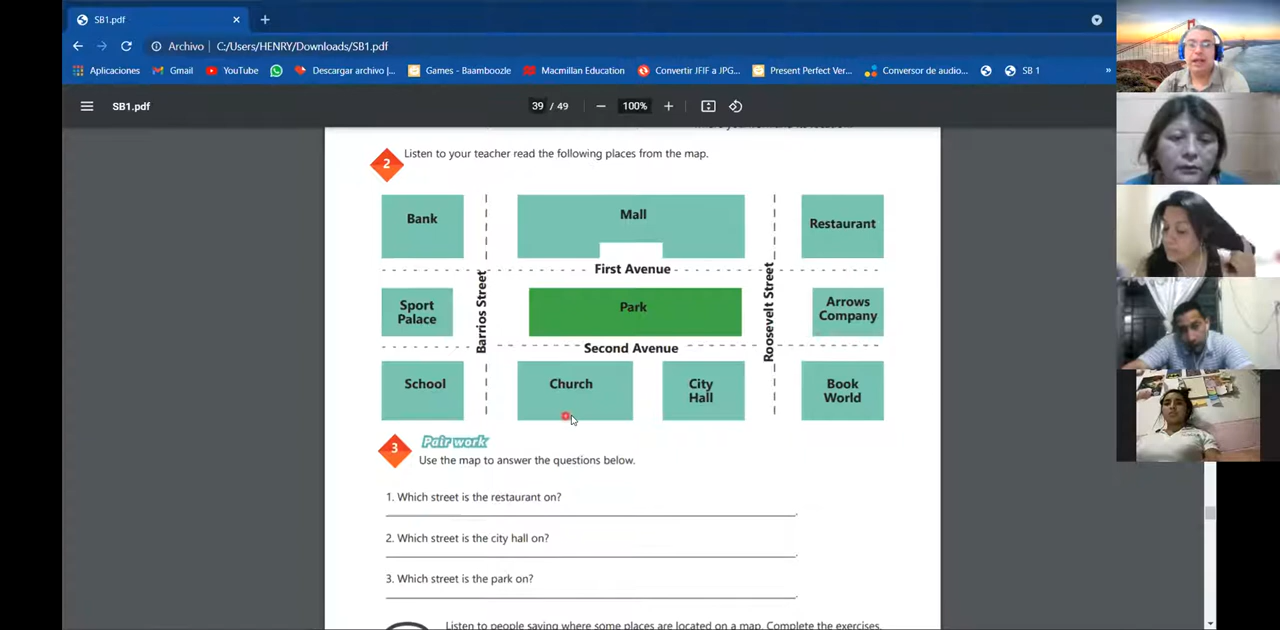 SB1.pdf
Archivo | C:/Users/HENRY/Downloads/SB1.pdf
Aplicaciones Gmail YouTube Descargar archivo |... Games - Baamboozle Macmillan Education Convertir JFIF a JPG... Present Perfect Ver... Conversor de audio... SB 1 »
SB1.pdf 39 / 49 100%
2 Listen to your teacher read the following places from the map.
Bank Mall Restaurant
First Avenue
Sport Palace Barrios Street Park Roosevelt Street Arrows Company
Second Avenue
School Church City Hall Book World
3 Pair work
Use the map to answer the questions below.
1. Which street is the restaurant on?
2. Which street is the city hall on?
3. Which street is the park on?
Listen to people saying where some places are located on a map. Complete the exercises.